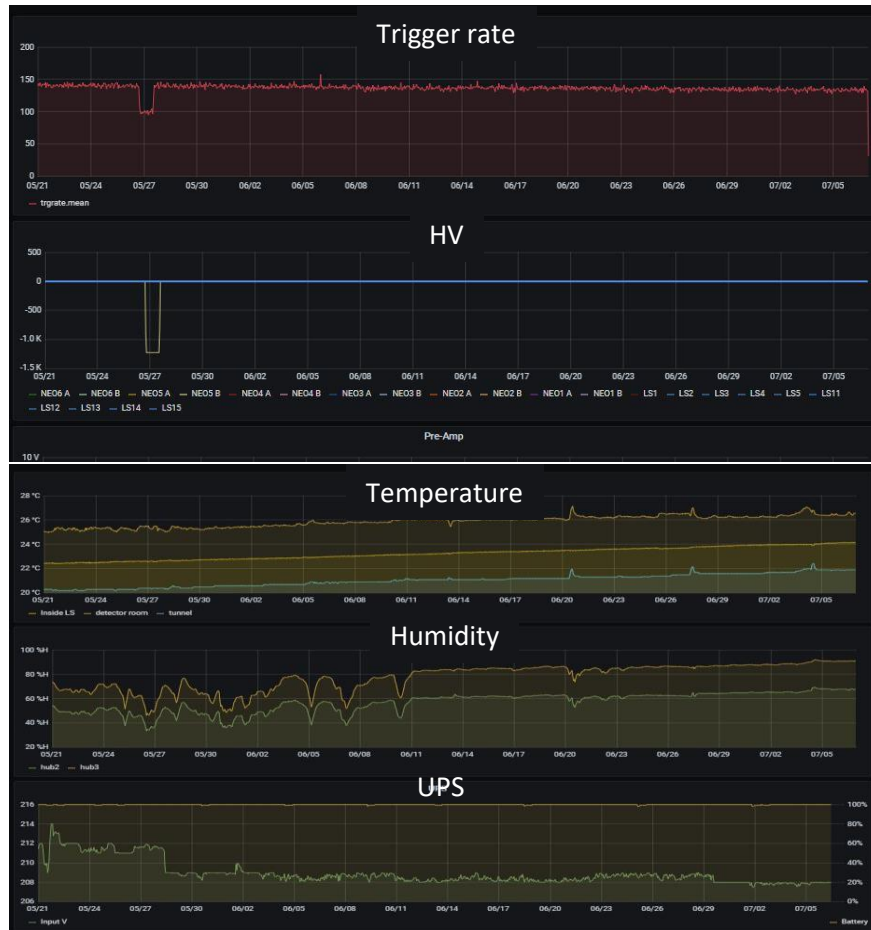 Trigger rate
200
150
100
50
0
05/21 05/24 05/27 05/30 06/02 06/05 06/08 06/11 06/14 06/17 06/20 06/23 06/26 06/29 07/02 07/05
trgrate.mean
HV
500
0
-500
-1.0 K
-1.5 K
05/21 05/24 05/27 05/30 06/02 06/05 06/08 06/11 06/14 06/17 06/20 06/23 06/26 06/29 07/02 07/05
NEO6 A NEO6 B NEO5 A NEO5 B NEO4 A NEO4 B NEO3 A NEO3 B NEO2 A NEO2 B NEO1 A NEO1 B LS1 LS2 LS3 LS4 LS5 LS11
LS12 LS13 LS14 LS15
Pre-Amp
10 V
Temperature
28 °C
26 °C
24 °C
22 °C
20 °C
05/21 05/24 05/27 05/30 06/02 06/05 06/08 06/11 06/14 06/17 06/20 06/23 06/26 06/29 07/02 07/05
Inside LS detector room tunnel
Humidity
100 %H
80 %H
60 %H
40 %H
20 %H
05/21 05/24 05/27 05/30 06/02 06/05 06/08 06/11 06/14 06/17 06/20 06/23 06/26 06/29 07/02 07/05
hub2 hub3
UPS
216 100%
214 80%
212 60%
210 40%
208 20%
206 0%
05/21 05/24 05/27 05/30 06/02 06/05 06/08 06/11 06/14 06/17 06/20 06/23 06/26 06/29 07/02 07/05
Input V Battery